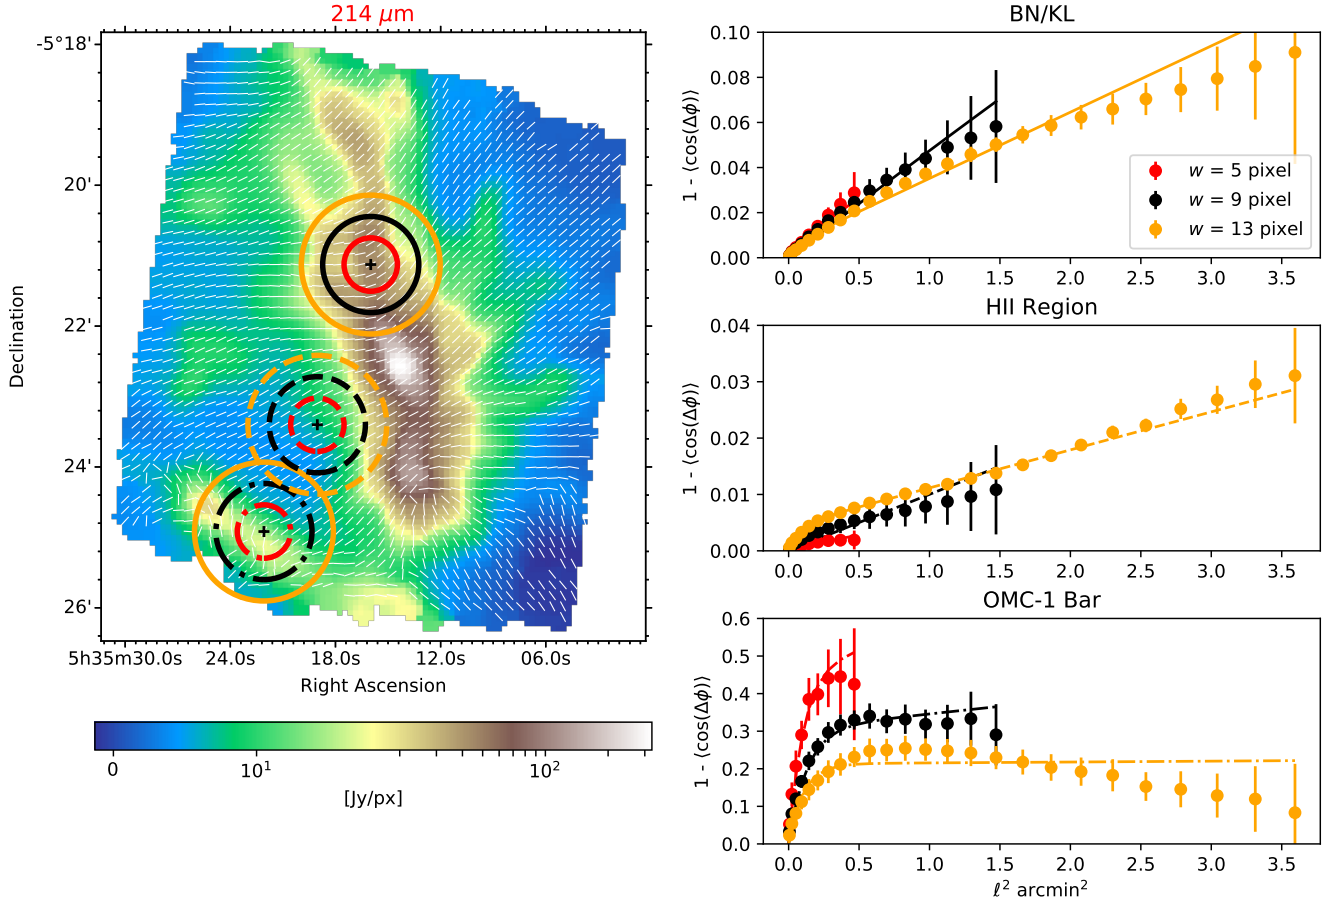 214 μm
-5°18'
20'
22'
24'
26'
Declination
5h35m30.0s 24.0s 18.0s 12.0s 06.0s
Right Ascension
0 10¹ 10²
[Jy/px]
BN/KL
0.10
0.08
0.06
0.04
0.02
0.00
1 - ⟨cos(Δϕ)⟩
w = 5 pixel
w = 9 pixel
w = 13 pixel
0.0 0.5 1.0 1.5 2.0 2.5 3.0 3.5
HII Region
0.04
0.03
0.02
0.01
0.00
1 - ⟨cos(Δϕ)⟩
0.0 0.5 1.0 1.5 2.0 2.5 3.0 3.5
OMC-1 Bar
0.6
0.5
0.4
0.3
0.2
0.1
0.0
1 - ⟨cos(Δϕ)⟩
0.0 0.5 1.0 1.5 2.0 2.5 3.0 3.5
ℓ² arcmin²